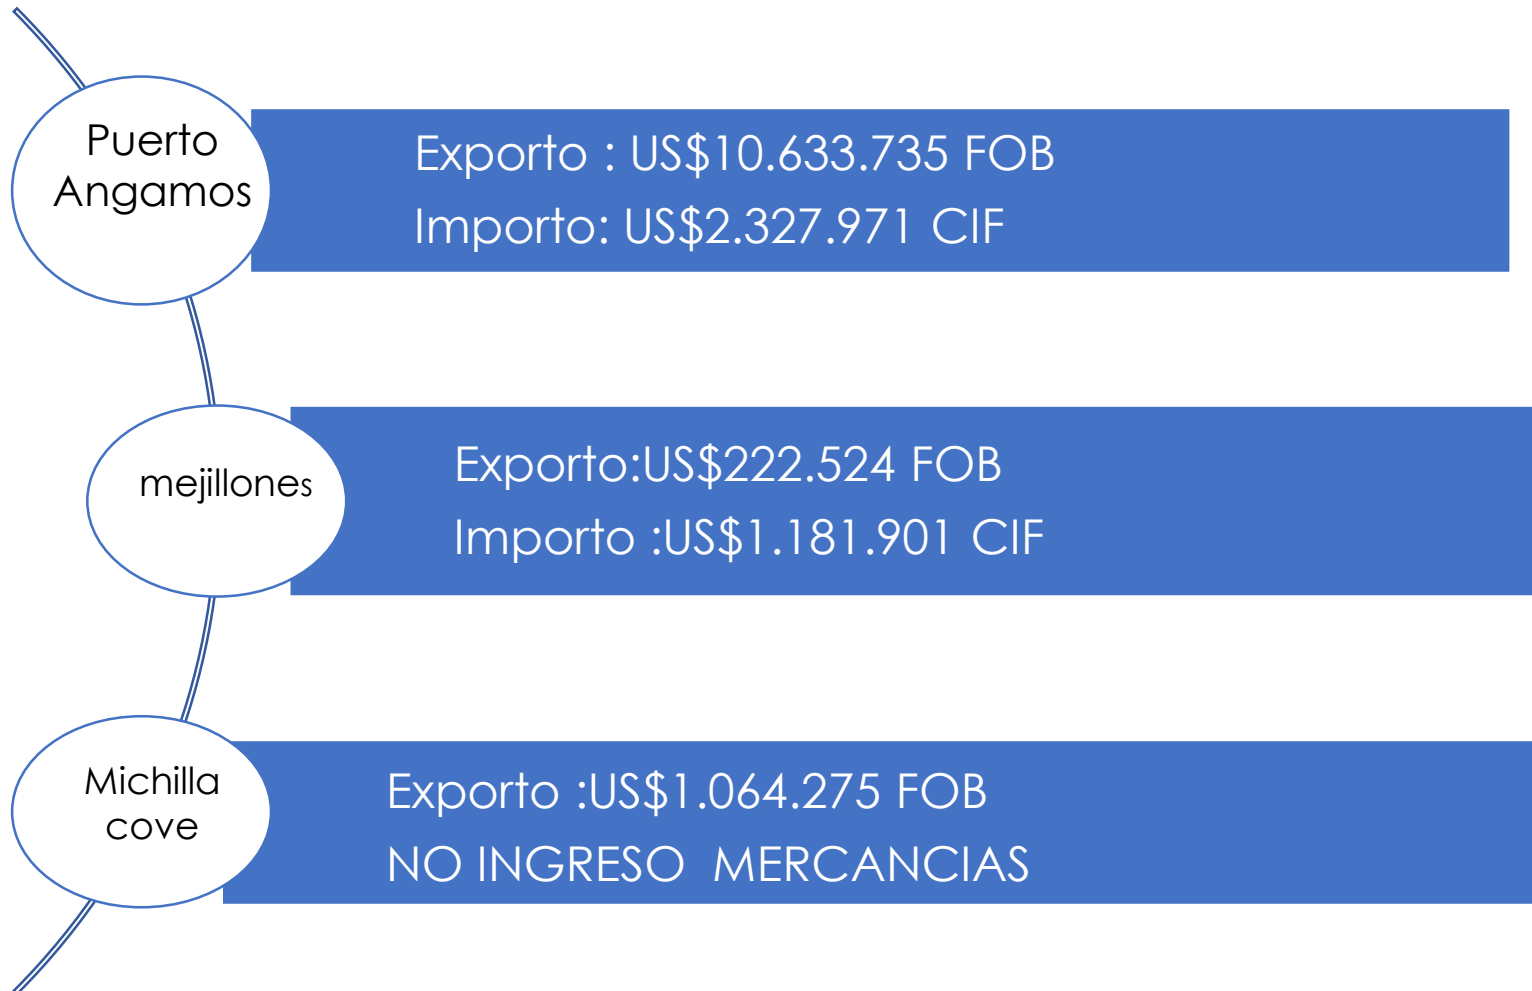 Puerto
Angamos
Exporto : US$10.633.735 FOB
Importo: US$2.327.971 CIF
mejillones
Exporto:US$222.524 FOB
Importo :US$1.181.901 CIF
Michilla
cove
Exporto :US$1.064.275 FOB
NO INGRESO MERCANCIAS